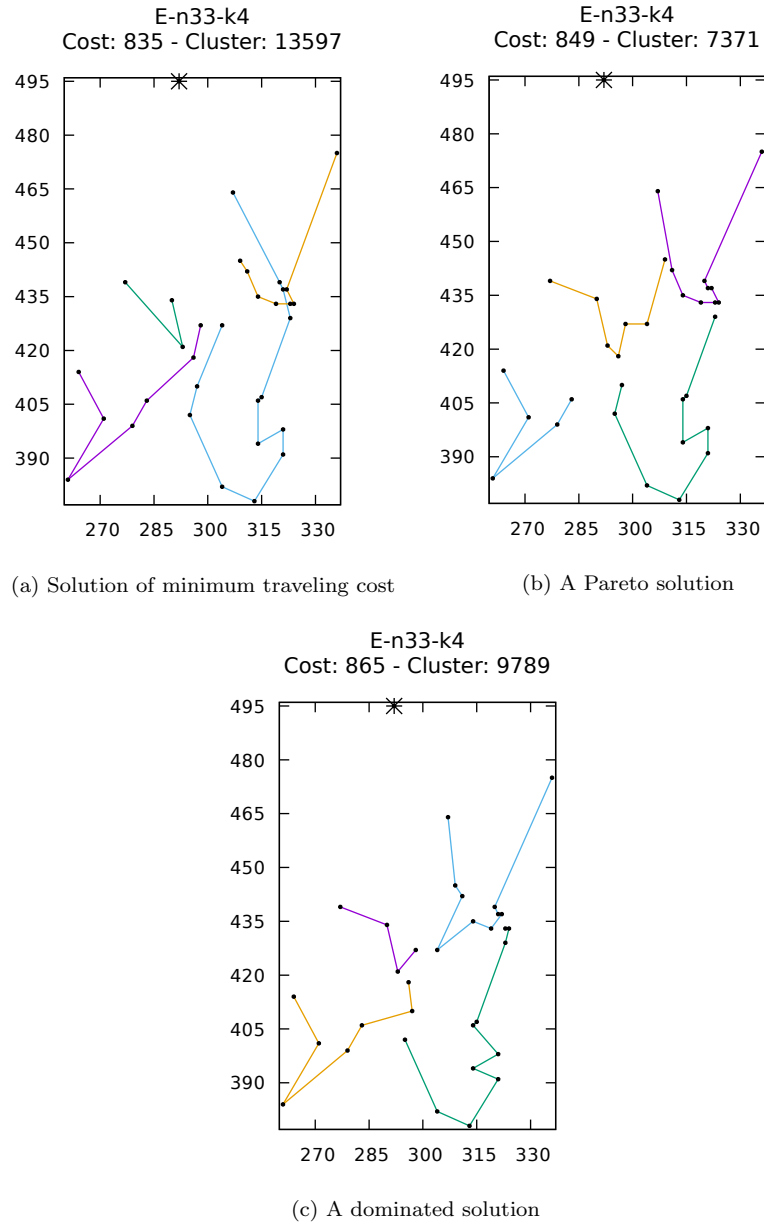 E-n33-k4
Cost: 835 - Cluster: 13597
495
480
465
450
435
420
405
390
270 285 300 315 330
(a) Solution of minimum traveling cost
E-n33-k4
Cost: 849 - Cluster: 7371
495
480
465
450
435
420
405
390
270 285 300 315 330
(b) A Pareto solution
E-n33-k4
Cost: 865 - Cluster: 9789
495
480
465
450
435
420
405
390
270 285 300 315 330
(c) A dominated solution